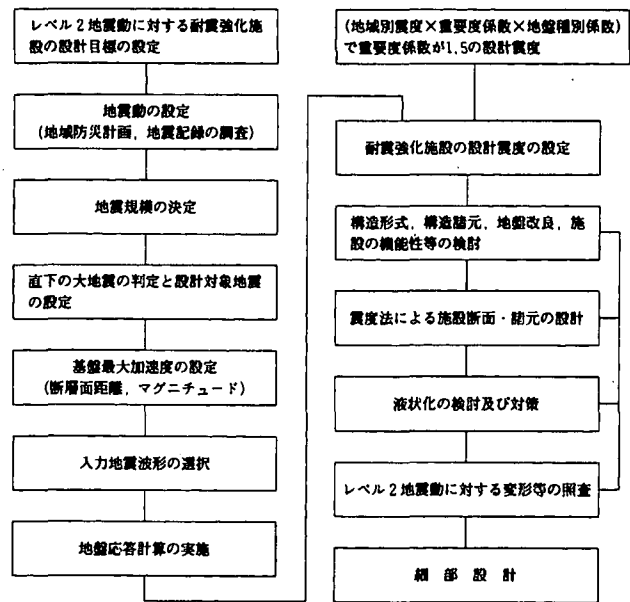 レベル2地震動に対する耐震強化施
設の設計目標の設定
地震動の設定
(地域防災計画，地震記録の調査)
地震規模の決定
直下の大地震の判定と設計対象地震
の設定
基盤最大加速度の設定
(断層面距離，マグニチュード)
入力地震波形の選択
地盤応答計算の実施
(地域別震度×重要度係数×地盤種別係数)
で重要度係数が1.5の設計震度
耐震強化施設の設計震度の設定
構造形式，構造諸元，地盤改良，施
設の機能性等の検討
震度法による施設断面・諸元の設計
液状化の検討及び対策
レベル2地震動に対する変形等の照査
細部設計